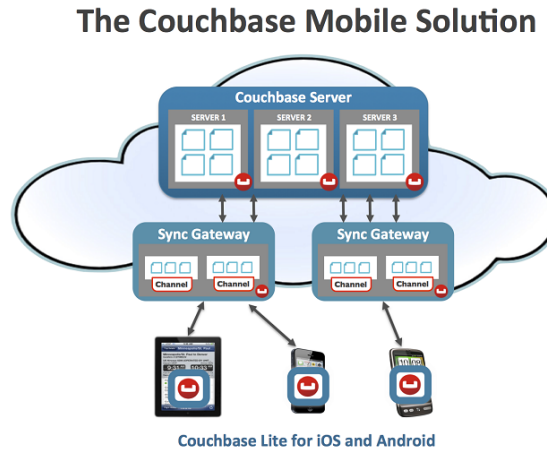 The Couchbase Mobile Solution
Couchbase Server
SERVER 1 SERVER 2 SERVER 3
Sync Gateway Sync Gateway
Channel Channel Channel Channel
Couchbase Lite for iOS and Android